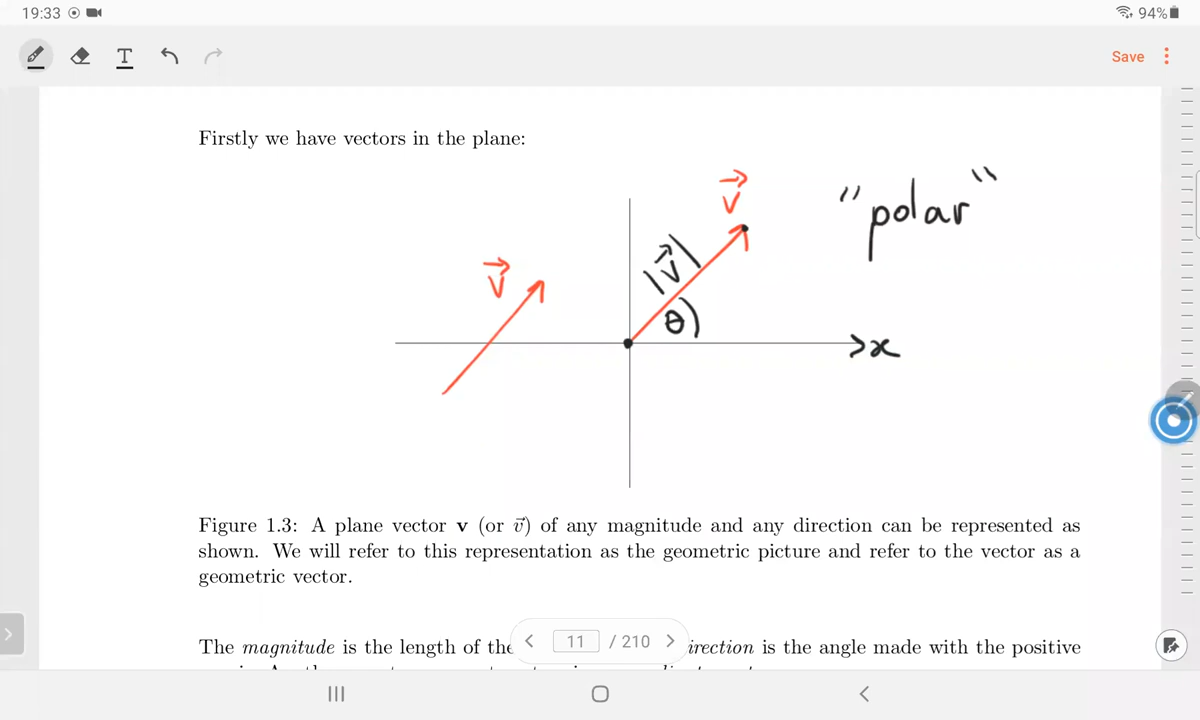 19:33 94%
T Save
Firstly we have vectors in the plane:
v⃗ "polar"
|v⃗|
v⃗
θ
x
Figure 1.3: A plane vector v (or v⃗) of any magnitude and any direction can be represented as
shown. We will refer to this representation as the geometric picture and refer to the vector as a
geometric vector.
The magnitude is the length of the
11 / 210
is the angle made with the positive